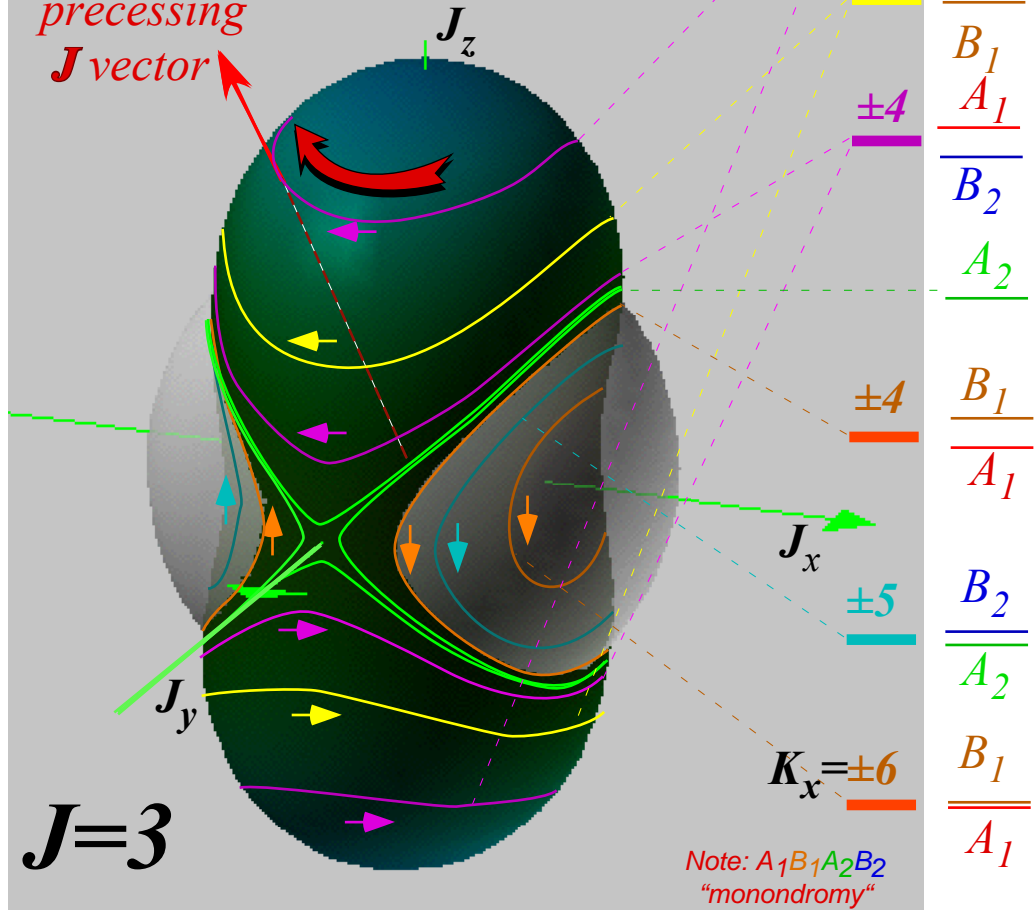 precessing
J vector
J_z
B_1
A_1
±4
B_2
A_2
B_1
±4
A_1
J_x
B_2
±5
A_2
J_y
B_1
K_x=±6
J=3
A_1
Note: A_1B_1A_2B_2
"monondromy"